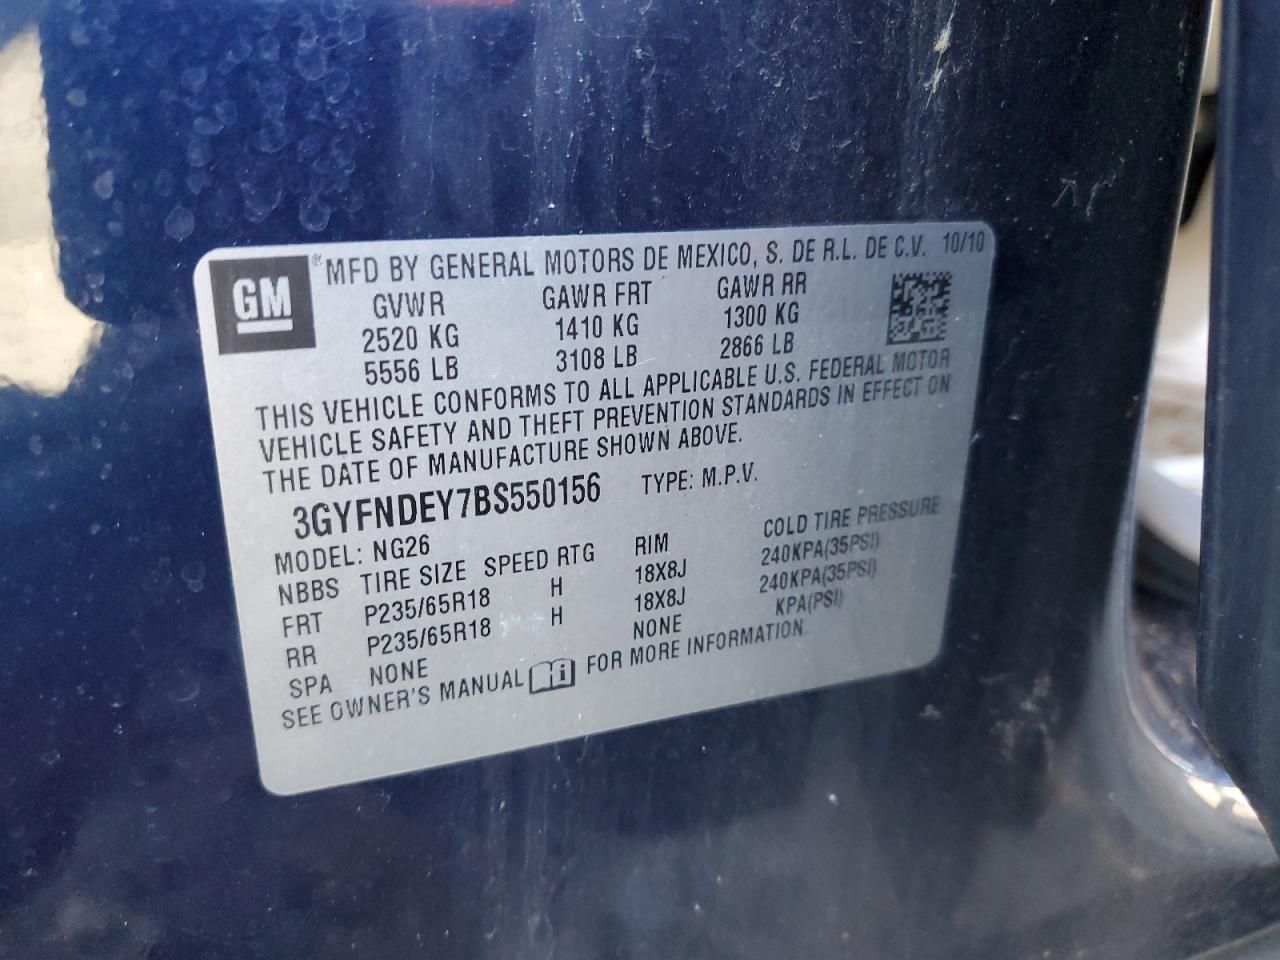 GM ® MFD BY GENERAL MOTORS DE MEXICO, S. DE R.L. DE C.V. 10/10
GVWR GAWR FRT GAWR RR
2520 KG 1410 KG 1300 KG
5556 LB 3108 LB 2866 LB
THIS VEHICLE CONFORMS TO ALL APPLICABLE U.S. FEDERAL MOTOR
VEHICLE SAFETY AND THEFT PREVENTION STANDARDS IN EFFECT ON
THE DATE OF MANUFACTURE SHOWN ABOVE.
3GYFNDEY7BS550156 TYPE: M.P.V.
MODEL: NG26
NBBS TIRE SIZE SPEED RTG RIM COLD TIRE PRESSURE
FRT P235/65R18 H 18X8J 240KPA(35PSI)
RR P235/65R18 H 18X8J 240KPA(35PSI)
SPA NONE NONE KPA(PSI)
SEE OWNER'S MANUAL FOR MORE INFORMATION.